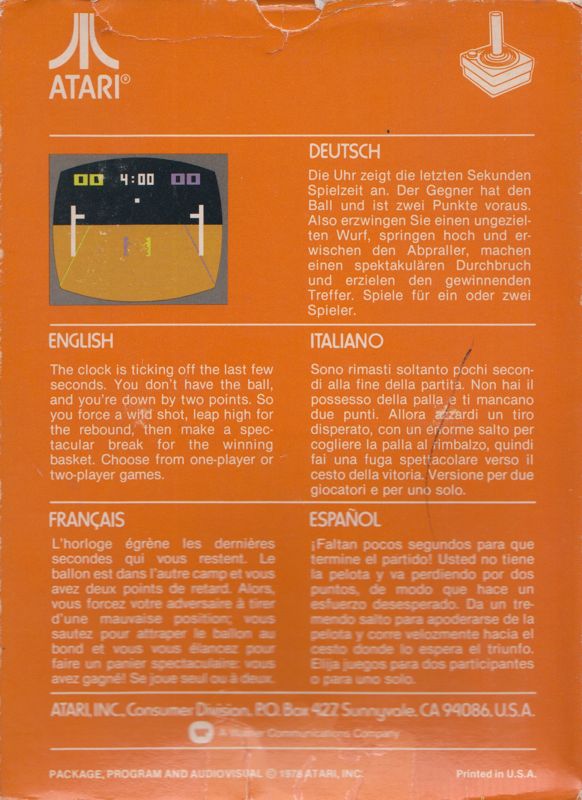 ATARI®
00 4:00 00
DEUTSCH
Die Uhr zeigt die letzten Sekunden
Spielzeit an. Der Gegner hat den
Ball und ist zwei Punkte voraus.
Also erzwingen Sie einen ungeziel-
ten Wurf, springen hoch und er-
wischen den Abpraller, machen
einen spektakulären Durchbruch
und erzielen den gewinnenden
Treffer. Spiele für ein oder zwei
Spieler.
ENGLISH
The clock is ticking off the last few
seconds. You don't have the ball,
and you're down by two points. So
you force a wild shot, leap high for
the rebound, then make a spec-
tacular break for the winning
basket. Choose from one-player or
two-player games.
ITALIANO
Sono rimasti soltanto pochi secon-
di alla fine della partita. Non hai il
possesso della palla e ti mancano
due punti. Allora azzardi un tiro
disperato, con un enorme salto per
cogliere la palla al rimbalzo, quindi
fai una fuga spettacolare verso il
cesto della vitoria. Versione per due
giocatori e per uno solo.
FRANÇAIS
L'horloge égrène les dernières
secondes qui vous restent. Le
ballon est dans l'autre camp et vous
avez deux points de retard. Alors,
vous forcez votre adversaire à tirer
d'une mauvaise position; vous
sautez pour attraper le ballon au
bond et vous vous élancez pour
faire un panier spectaculaire: vous
avez gagné! Se joue seul ou à deux.
ESPAÑOL
¡Faltan pocos segundos para que
termine el partido! Usted no tiene
la pelota y va perdiendo por dos
puntos, de modo que hace un
esfuerzo desesperado. Da un tre-
mendo salto para apoderarse de la
pelota y corre velozmente hacia el
cesto donde lo espera el triunfo.
Elija juegos para dos participantes
o para uno solo.
ATARI, INC., Consumer Division, P.O. Box 427, Sunnyvale, CA 94086, U.S.A.
A Warner Communications Company
PACKAGE, PROGRAM AND AUDIOVISUAL © 1978 ATARI, INC.
Printed in U.S.A.